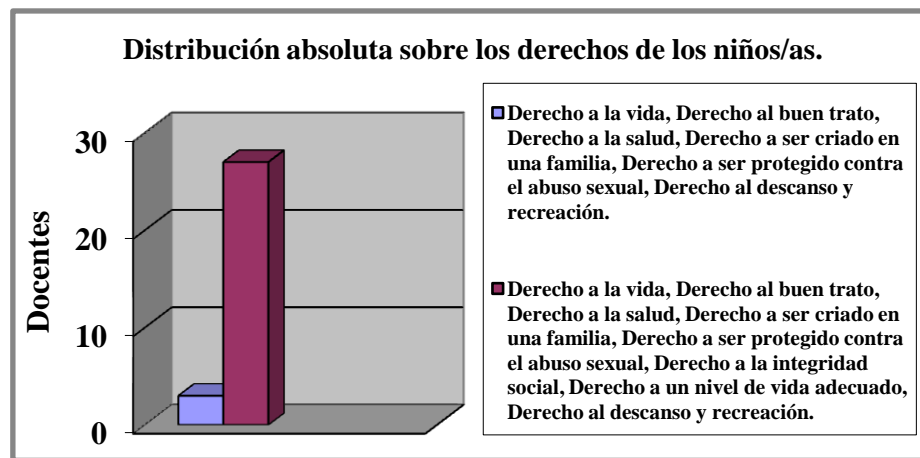 Distribución absoluta sobre los derechos de los niños/as.
Docentes
30
20
10
0
Derecho a la vida, Derecho al buen trato,
Derecho a la salud, Derecho a ser criado en
una familia, Derecho a ser protegido contra
el abuso sexual, Derecho al descanso y
recreación.
Derecho a la vida, Derecho al buen trato,
Derecho a la salud, Derecho a ser criado en
una familia, Derecho a ser protegido contra
el abuso sexual, Derecho a la integridad
social, Derecho a un nivel de vida adecuado,
Derecho al descanso y recreación.